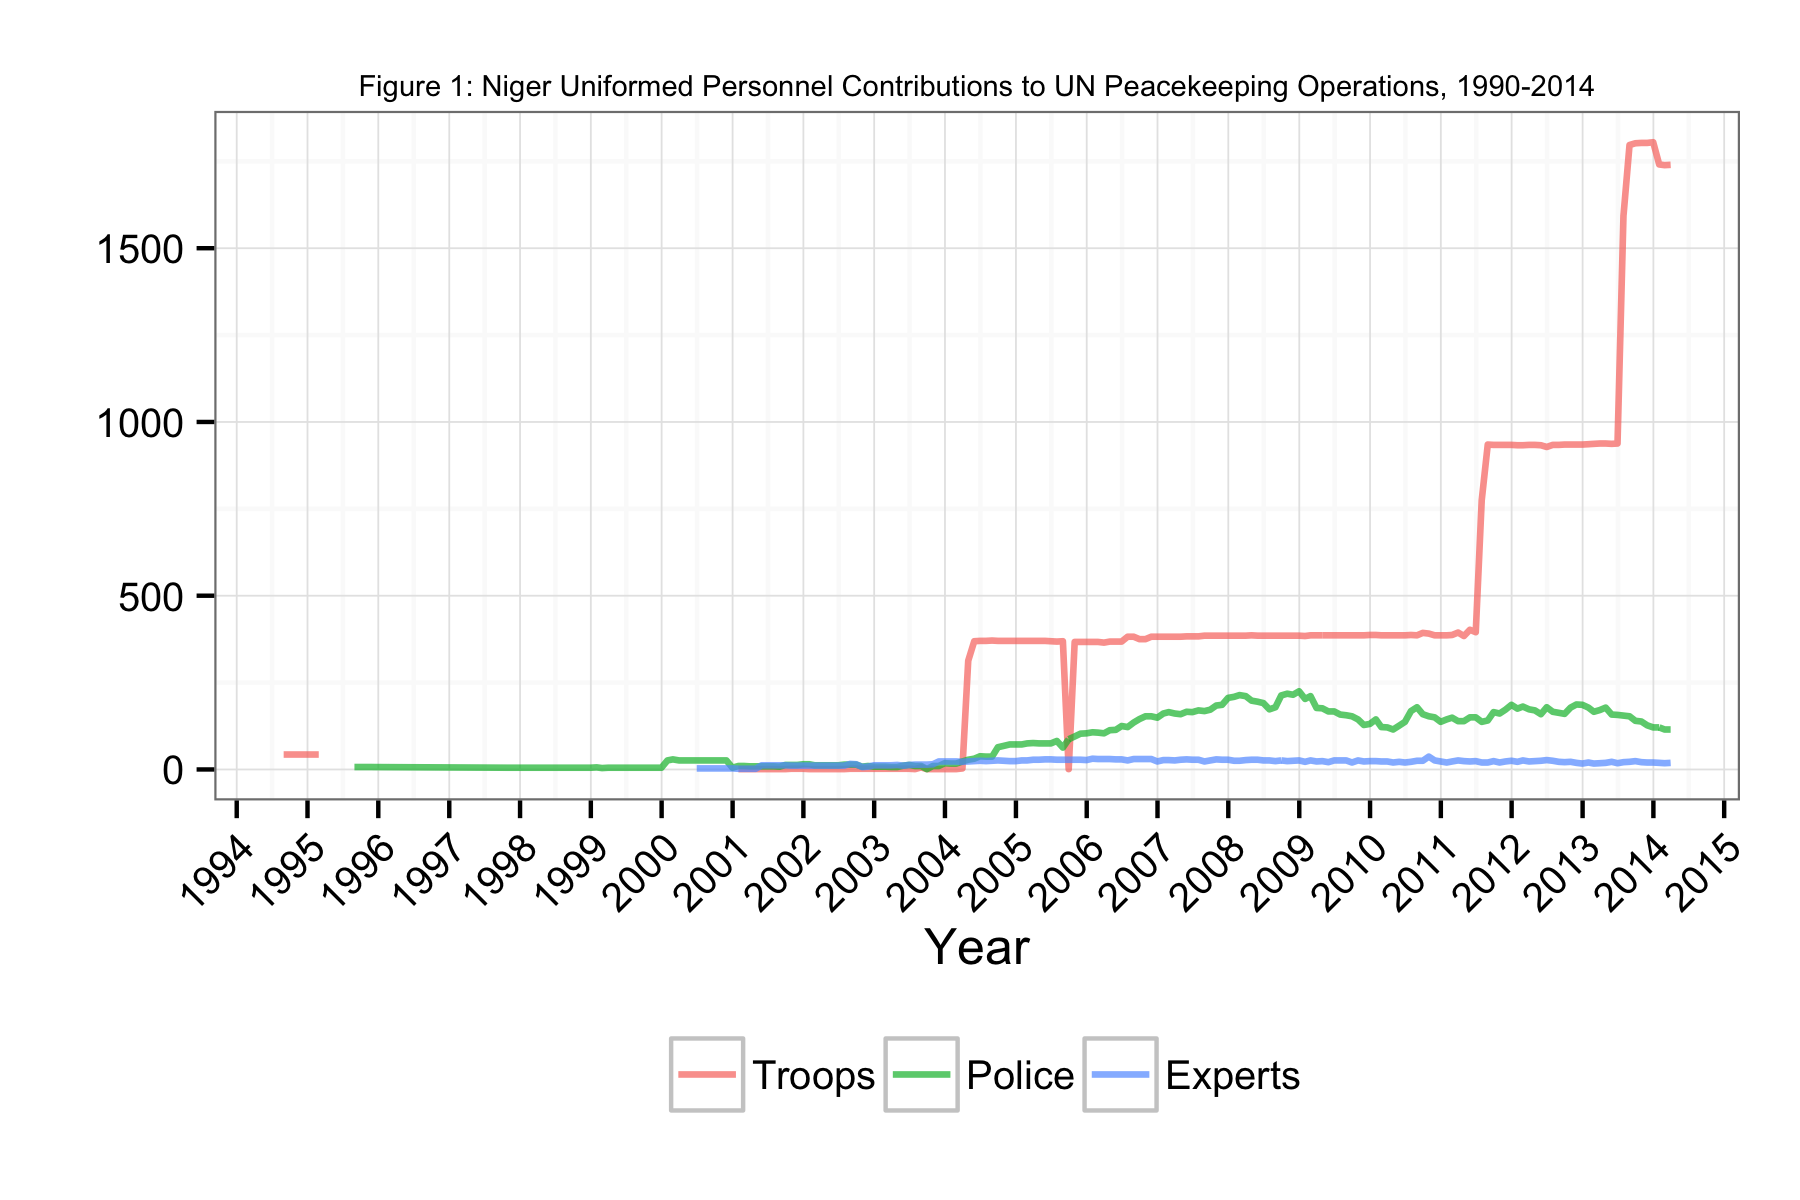 Figure 1: Niger Uniformed Personnel Contributions to UN Peacekeeping Operations, 1990-2014
1500
1000
500
0
1994 1995 1996 1997 1998 1999 2000 2001 2002 2003 2004 2005 2006 2007 2008 2009 2010 2011 2012 2013 2014 2015
Year
Troops Police Experts